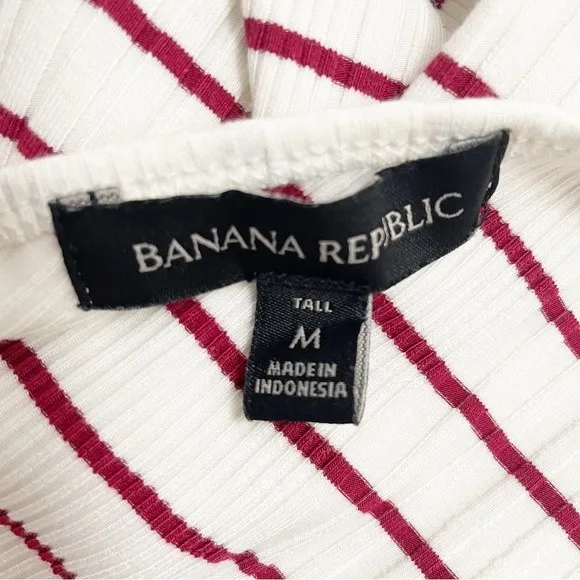 BANANA REPUBLIC
TALL
M
MADE IN
INDONESIA